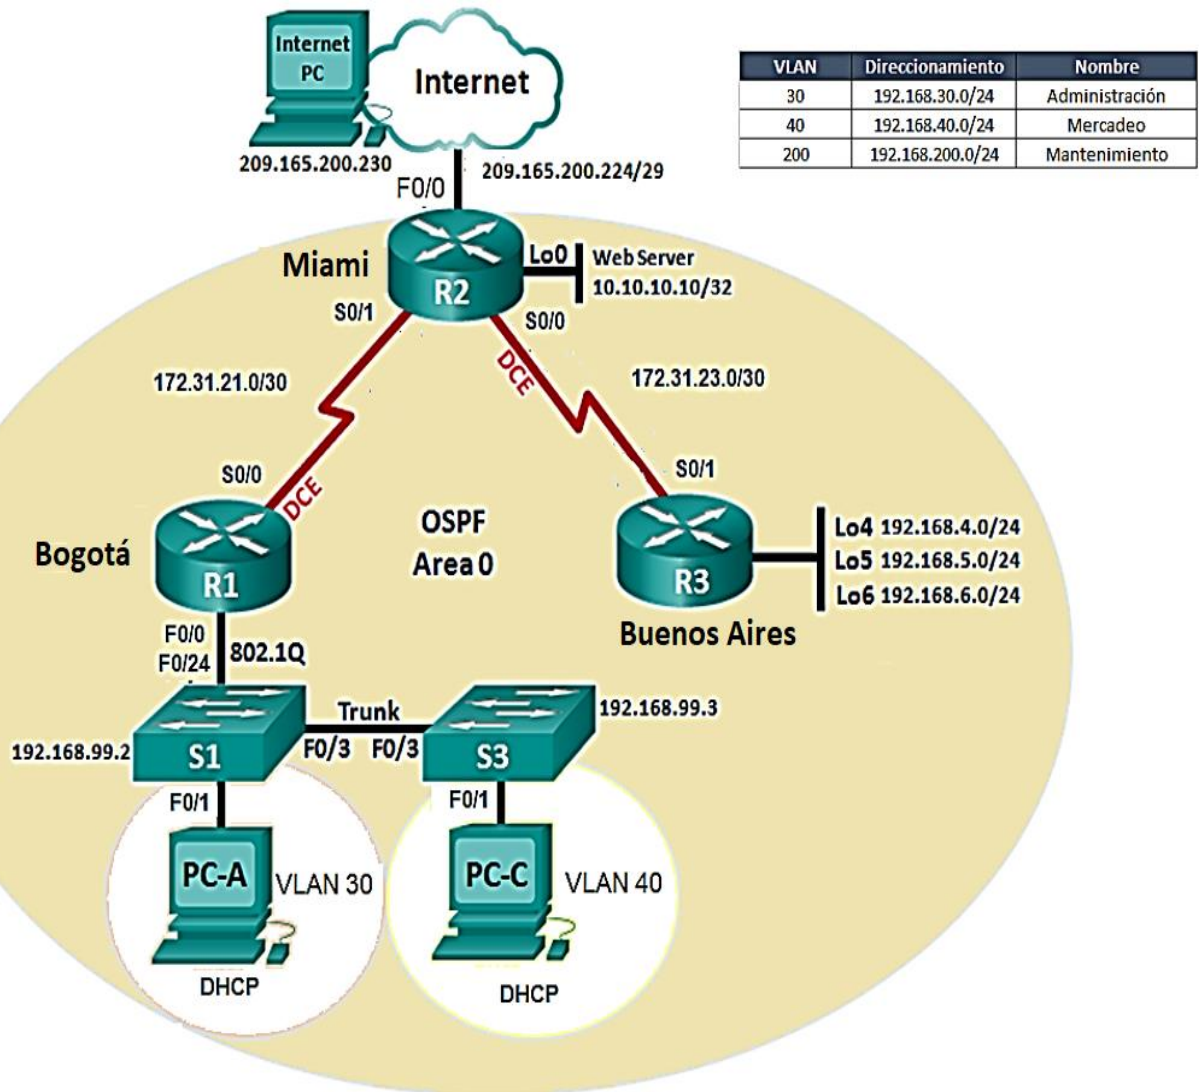 Internet
PC
Internet
209.165.200.230
209.165.200.224/29
F0/0
VLAN Direccionamiento Nombre
30 192.168.30.0/24 Administración
40 192.168.40.0/24 Mercadeo
200 192.168.200.0/24 Mantenimiento
Miami
R2
Lo0
Web Server
10.10.10.10/32
S0/1
S0/0
DCE
172.31.21.0/30
172.31.23.0/30
S0/0
DCE
S0/1
Bogotá
R1
OSPF
Area 0
R3
Buenos Aires
Lo4 192.168.4.0/24
Lo5 192.168.5.0/24
Lo6 192.168.6.0/24
F0/0
F0/24
802.1Q
192.168.99.2
S1
Trunk
F0/3 F0/3
S3
192.168.99.3
F0/1
F0/1
PC-A
VLAN 30
DHCP
PC-C
VLAN 40
DHCP